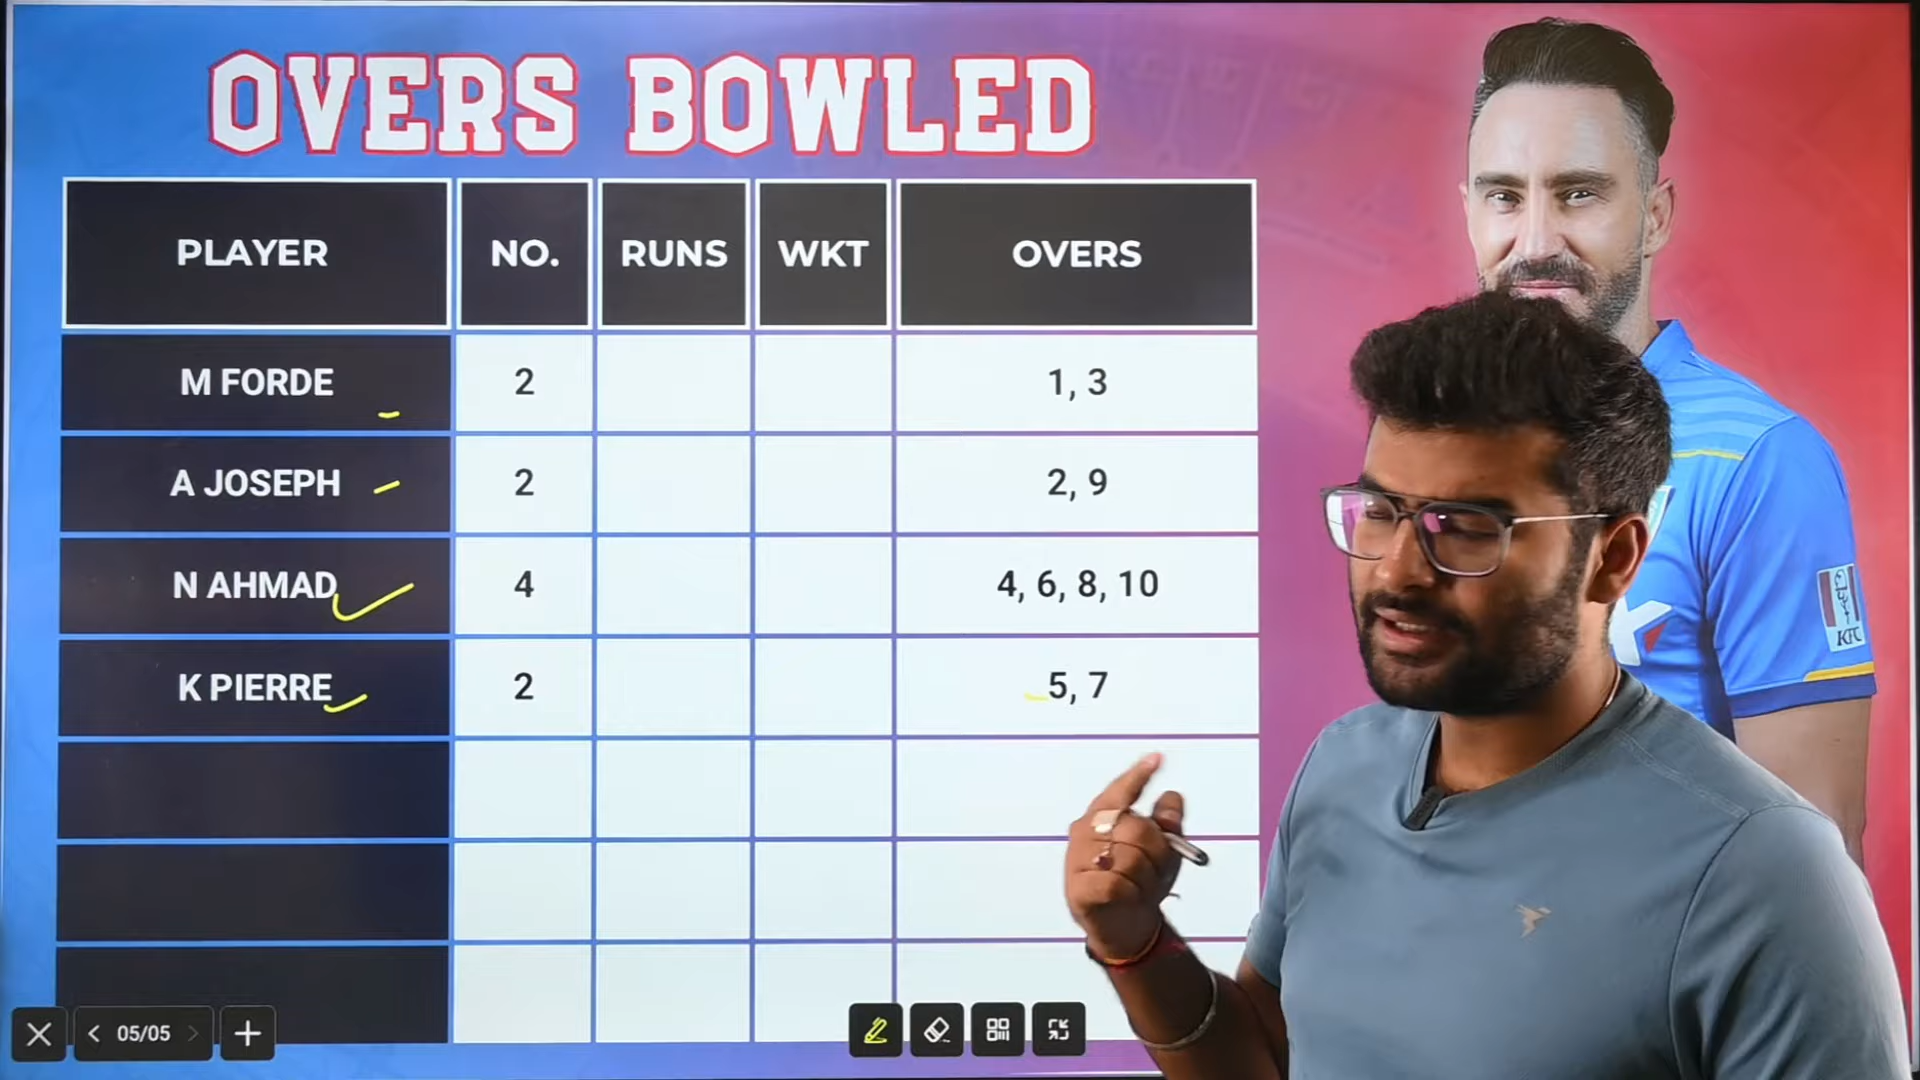 OVERS BOWLED
PLAYER NO. RUNS WKT OVERS
M FORDE 2 1, 3
A JOSEPH 2 2, 9
N AHMAD 4 4, 6, 8, 10
K PIERRE 2 5, 7
KFC
05/05